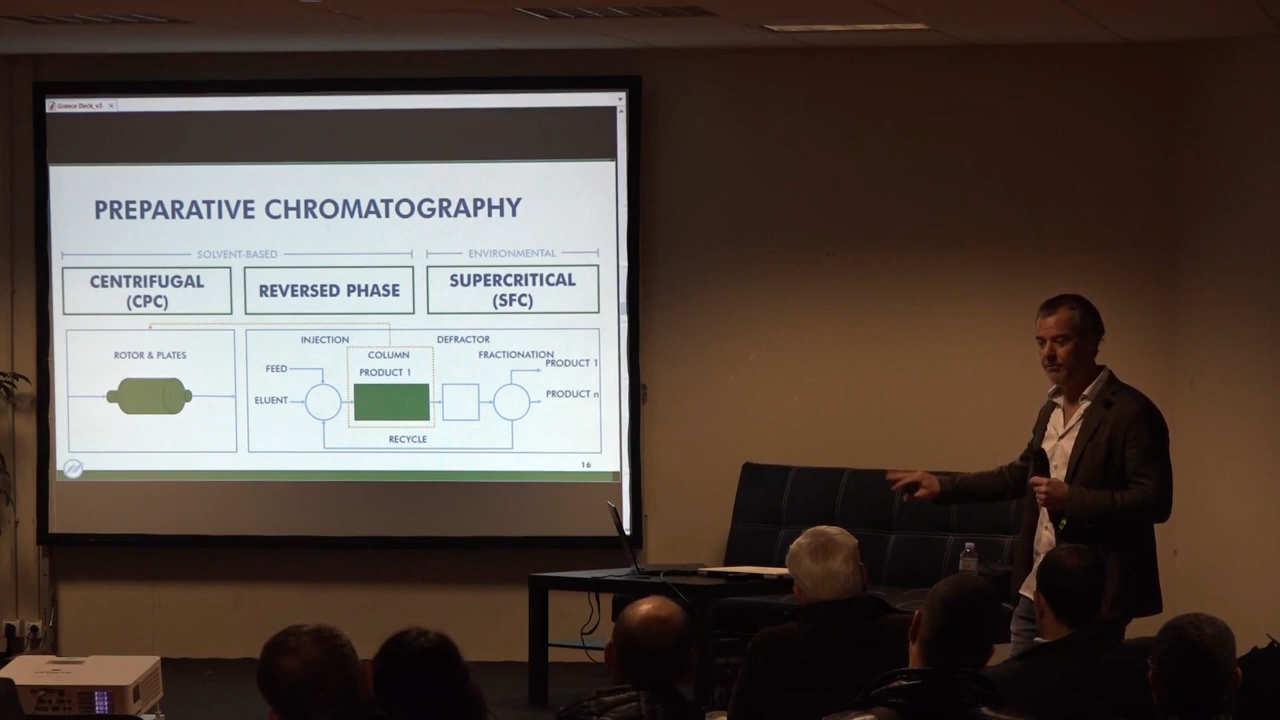 Greece Deck_v3
PREPARATIVE CHROMATOGRAPHY
SOLVENT-BASED
ENVIRONMENTAL
CENTRIFUGAL
(CPC)
REVERSED PHASE
SUPERCRITICAL
(SFC)
ROTOR & PLATES
INJECTION
DEFRACTOR
COLUMN
FRACTIONATION
PRODUCT 1
FEED
PRODUCT 1
ELUENT
PRODUCT n
RECYCLE
16